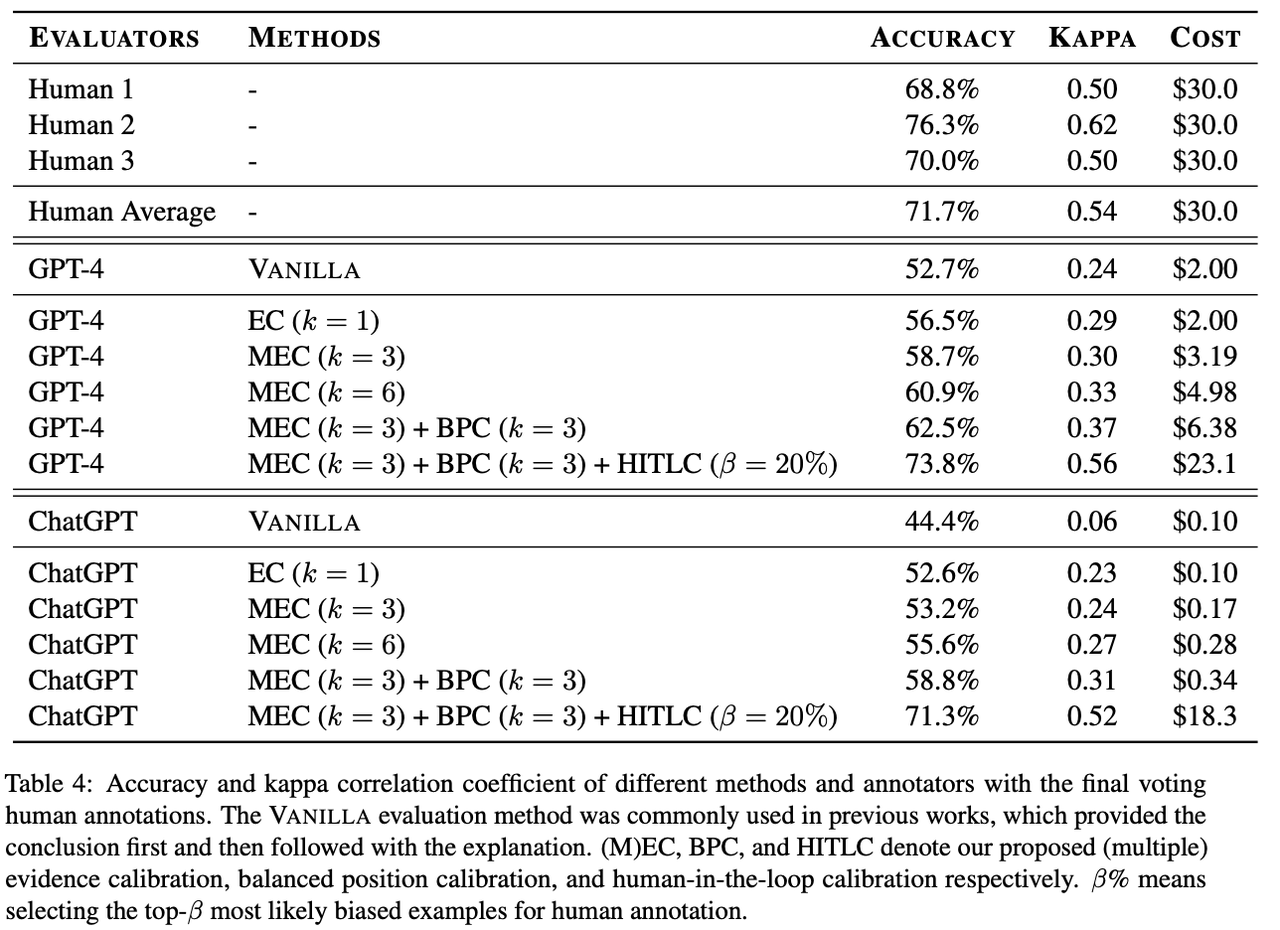 EVALUATORS METHODS ACCURACY KAPPA COST
Human 1 - 68.8% 0.50 $30.0
Human 2 - 76.3% 0.62 $30.0
Human 3 - 70.0% 0.50 $30.0
Human Average - 71.7% 0.54 $30.0
GPT-4 VANILLA 52.7% 0.24 $2.00
GPT-4 EC (k = 1) 56.5% 0.29 $2.00
GPT-4 MEC (k = 3) 58.7% 0.30 $3.19
GPT-4 MEC (k = 6) 60.9% 0.33 $4.98
GPT-4 MEC (k = 3) + BPC (k = 3) 62.5% 0.37 $6.38
GPT-4 MEC (k = 3) + BPC (k = 3) + HITLC (β = 20%) 73.8% 0.56 $23.1
ChatGPT VANILLA 44.4% 0.06 $0.10
ChatGPT EC (k = 1) 52.6% 0.23 $0.10
ChatGPT MEC (k = 3) 53.2% 0.24 $0.17
ChatGPT MEC (k = 6) 55.6% 0.27 $0.28
ChatGPT MEC (k = 3) + BPC (k = 3) 58.8% 0.31 $0.34
ChatGPT MEC (k = 3) + BPC (k = 3) + HITLC (β = 20%) 71.3% 0.52 $18.3
Table 4: Accuracy and kappa correlation coefficient of different methods and annotators with the final voting
human annotations. The VANILLA evaluation method was commonly used in previous works, which provided the
conclusion first and then followed with the explanation. (M)EC, BPC, and HITLC denote our proposed (multiple)
evidence calibration, balanced position calibration, and human-in-the-loop calibration respectively. β% means
selecting the top-β most likely biased examples for human annotation.